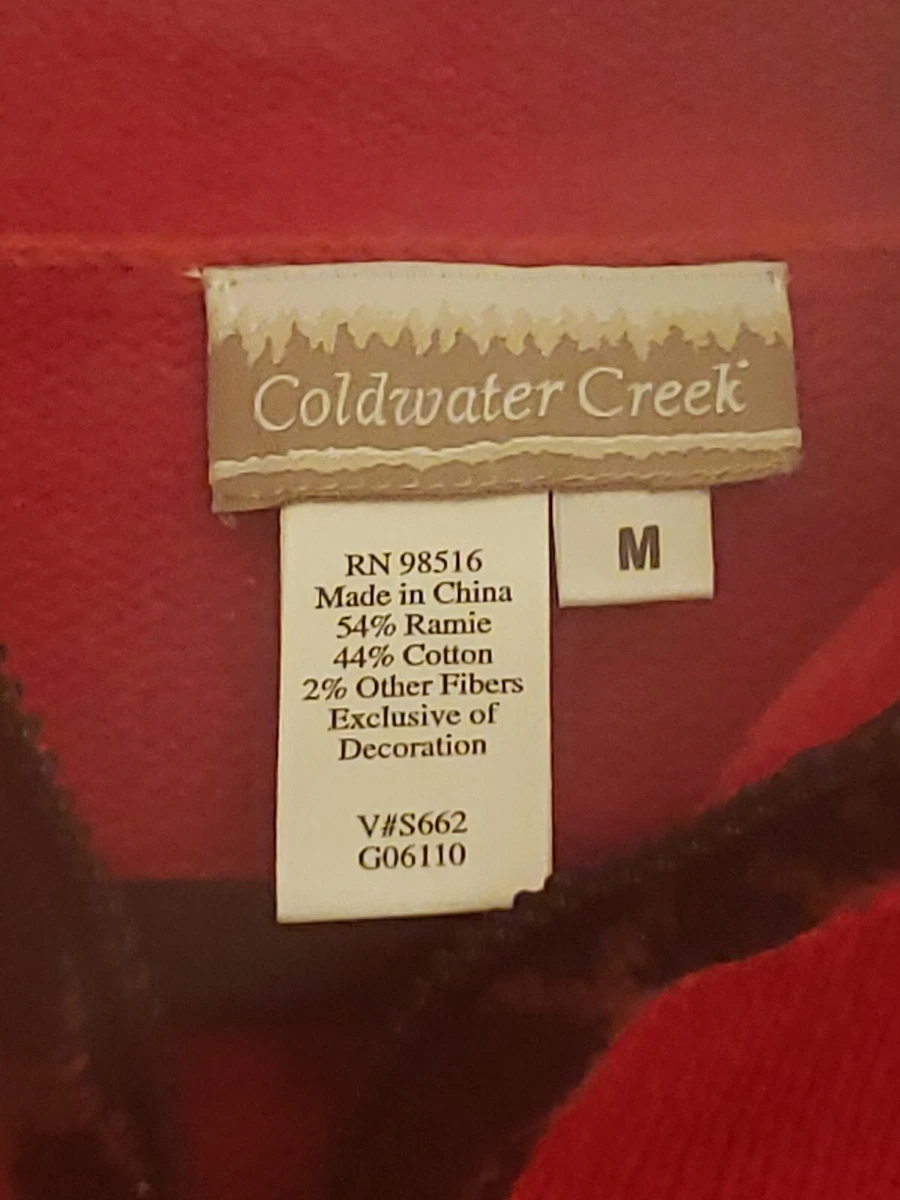 Coldwater Creek
M
RN 98516
Made in China
54% Ramie
44% Cotton
2% Other Fibers
Exclusive of
Decoration
V#S662
G06110